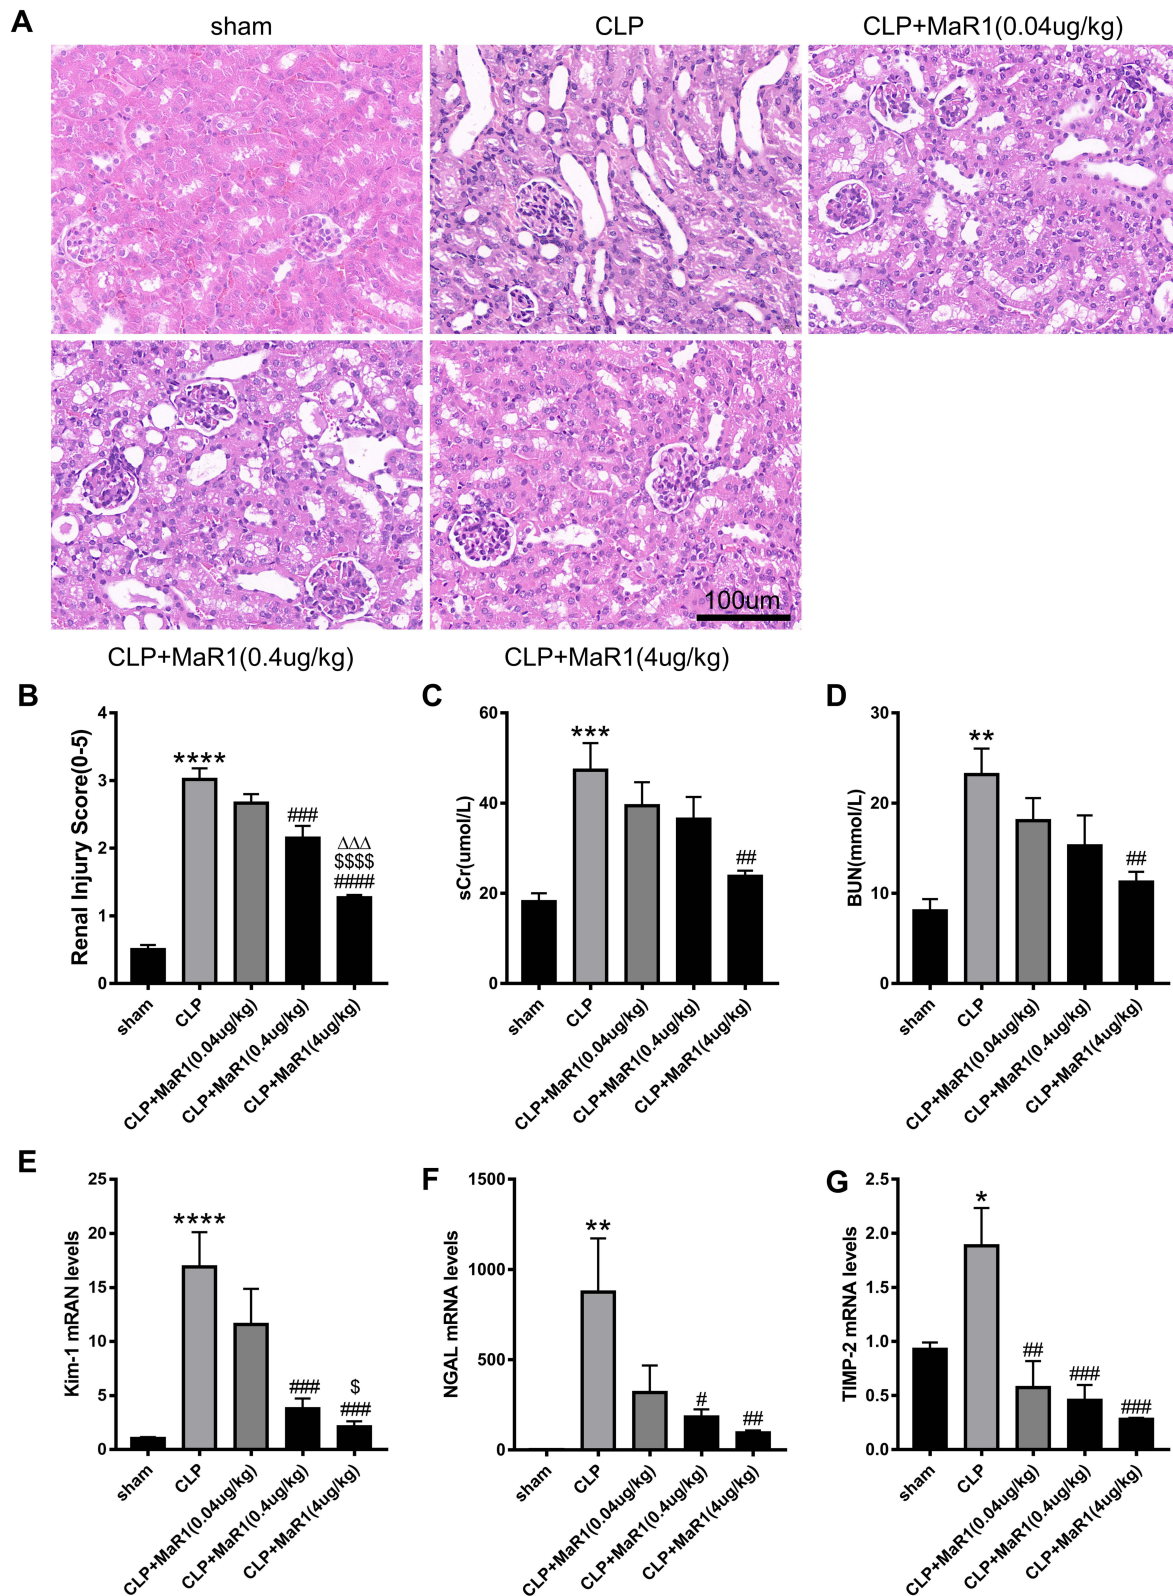 A
sham
CLP
CLP+MaR1(0.04ug/kg)
100um
CLP+MaR1(0.4ug/kg)
CLP+MaR1(4ug/kg)
B
Renal Injury Score(0-5)
4
3
2
1
0
****
###
ΔΔΔ
$$$$
####
sham
CLP
CLP+MaR1(0.04ug/kg)
CLP+MaR1(0.4ug/kg)
CLP+MaR1(4ug/kg)
C
sCr(umol/L)
60
40
20
0
***
##
sham
CLP
CLP+MaR1(0.04ug/kg)
CLP+MaR1(0.4ug/kg)
CLP+MaR1(4ug/kg)
D
BUN(mmol/L)
30
20
10
0
**
##
sham
CLP
CLP+MaR1(0.04ug/kg)
CLP+MaR1(0.4ug/kg)
CLP+MaR1(4ug/kg)
E
Kim-1 mRAN levels
25
20
15
10
5
0
****
###
$
###
sham
CLP
CLP+MaR1(0.04ug/kg)
CLP+MaR1(0.4ug/kg)
CLP+MaR1(4ug/kg)
F
NGAL mRNA levels
1500
1000
500
0
**
#
##
sham
CLP
CLP+MaR1(0.04ug/kg)
CLP+MaR1(0.4ug/kg)
CLP+MaR1(4ug/kg)
G
TIMP-2 mRNA levels
2.5
2.0
1.5
1.0
0.5
0.0
*
##
###
###
sham
CLP
CLP+MaR1(0.04ug/kg)
CLP+MaR1(0.4ug/kg)
CLP+MaR1(4ug/kg)